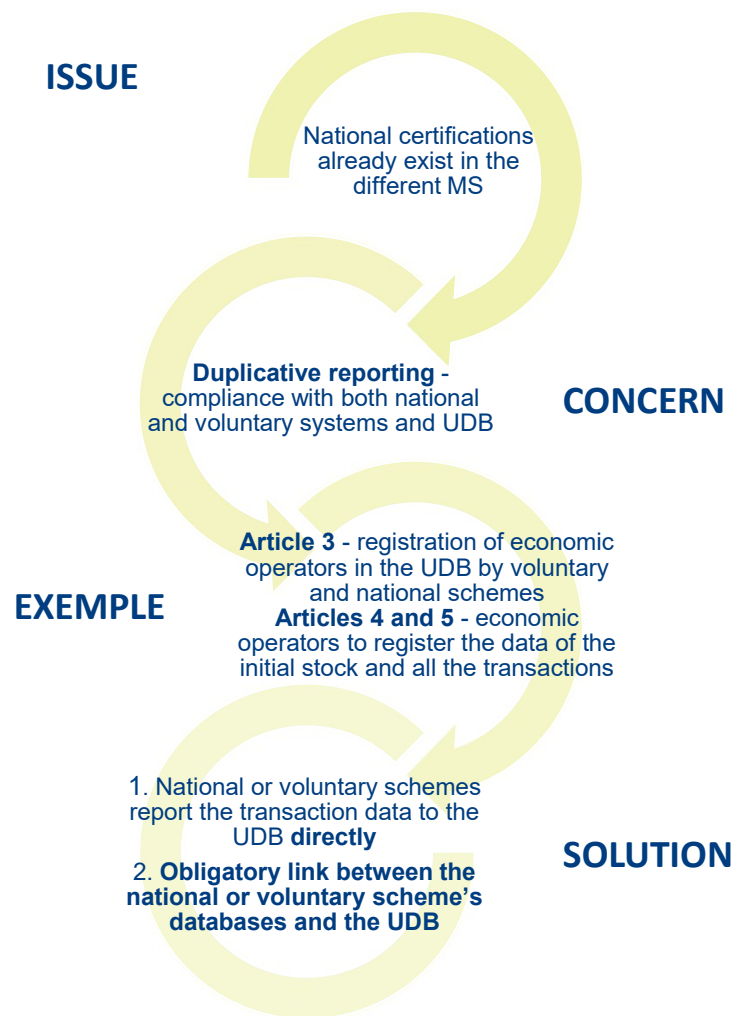 ISSUE
National certifications
already exist in the
different MS
Duplicative reporting -
compliance with both national
and voluntary systems and UDB
CONCERN
Article 3 - registration of economic
operators in the UDB by voluntary
and national schemes
Articles 4 and 5 - economic
operators to register the data of the
initial stock and all the transactions
EXEMPLE
1. National or voluntary schemes
report the transaction data to the
UDB directly
2. Obligatory link between the
national or voluntary scheme’s
databases and the UDB
SOLUTION